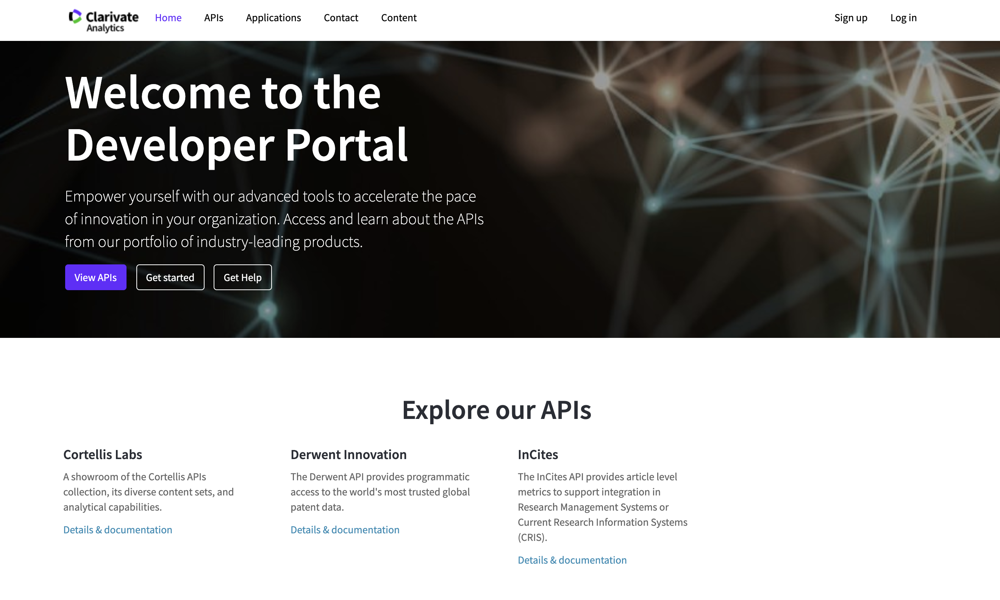 Clarivate
Analytics
Home
APIs
Applications
Contact
Content
Sign up
Log in
Welcome to the
Developer Portal
Empower yourself with our advanced tools to accelerate the pace
of innovation in your organization. Access and learn about the APIs
from our portfolio of industry-leading products.
View APIs
Get started
Get Help
Explore our APIs
Cortellis Labs
A showroom of the Cortellis APIs
collection, its diverse content sets, and
analytical capabilities.
Details & documentation
Derwent Innovation
The Derwent API provides programmatic
access to the world's most trusted global
patent data.
Details & documentation
InCites
The InCites API provides article level
metrics to support integration in
Research Management Systems or
Current Research Information Systems
(CRIS).
Details & documentation